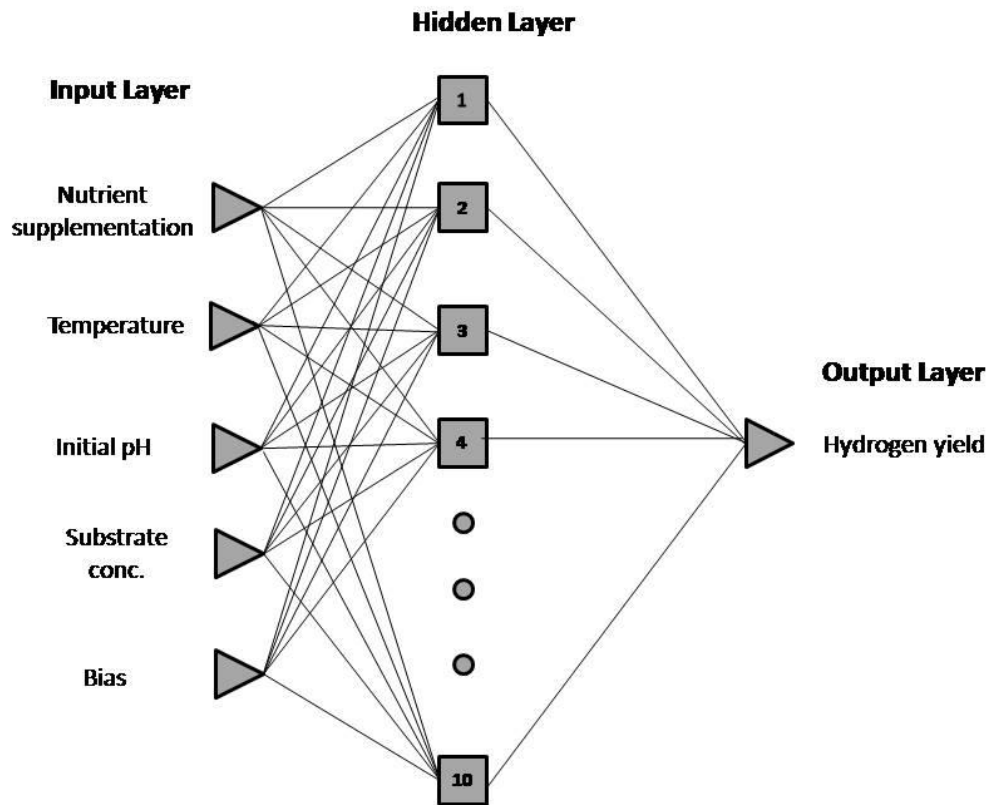 Hidden Layer
Input Layer
1
Nutrient
supplementation
2
Temperature
3
Output Layer
Initial pH
4
Hydrogen yield
Substrate
conc.
Bias
10